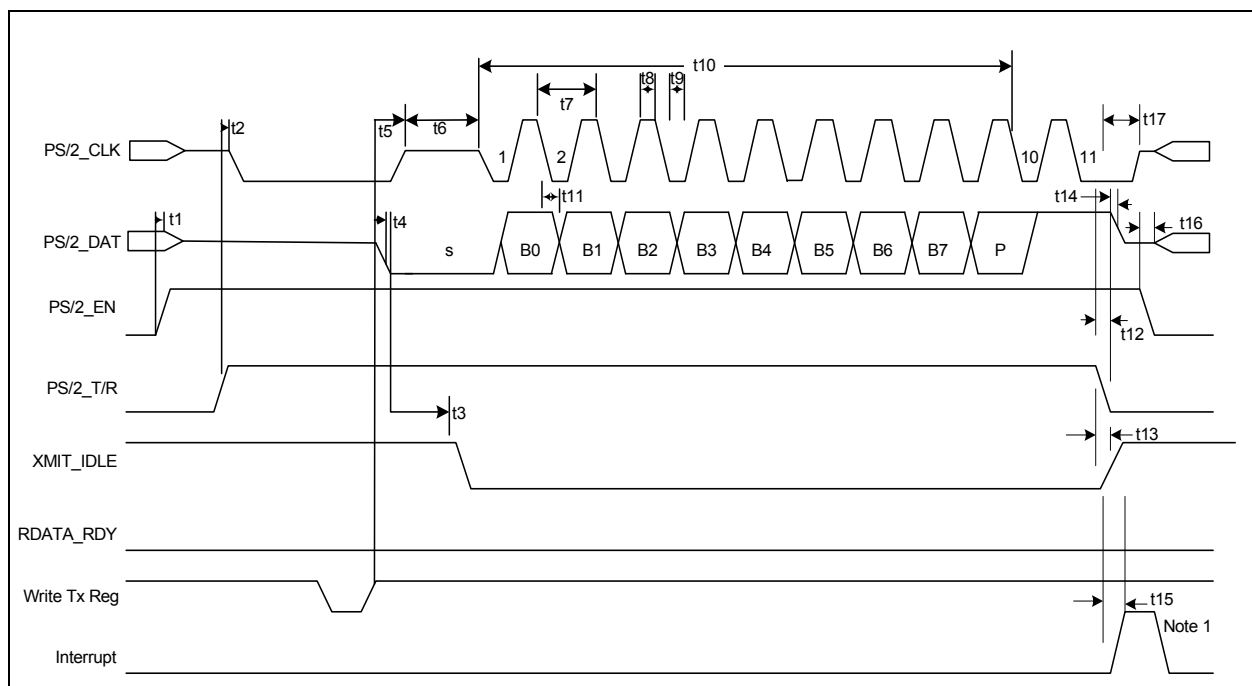 t10
t8 t9
t7
t5 t6 t17
t2
PS/2_CLK
1 2 10 11
t11
t14
t1
t4
t16
PS/2_DAT
s B0 B1 B2 B3 B4 B5 B6 B7 P
PS/2_EN
t12
PS/2_T/R
t3
t13
XMIT_IDLE
RDATA_RDY
Write Tx Reg
t15
Note 1
Interrupt